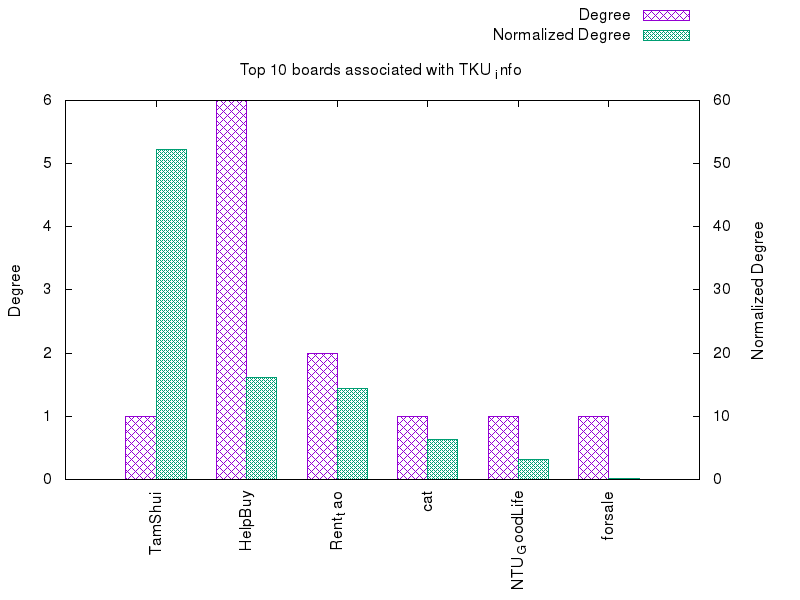 Degree
Normalized Degree
Top 10 boards associated with TKU_info
6
5
4
3
2
1
0
60
50
40
30
20
10
0
Degree
Normalized Degree
TamShui
HelpBuy
Rent_tao
cat
NTU_GoodLife
forsale